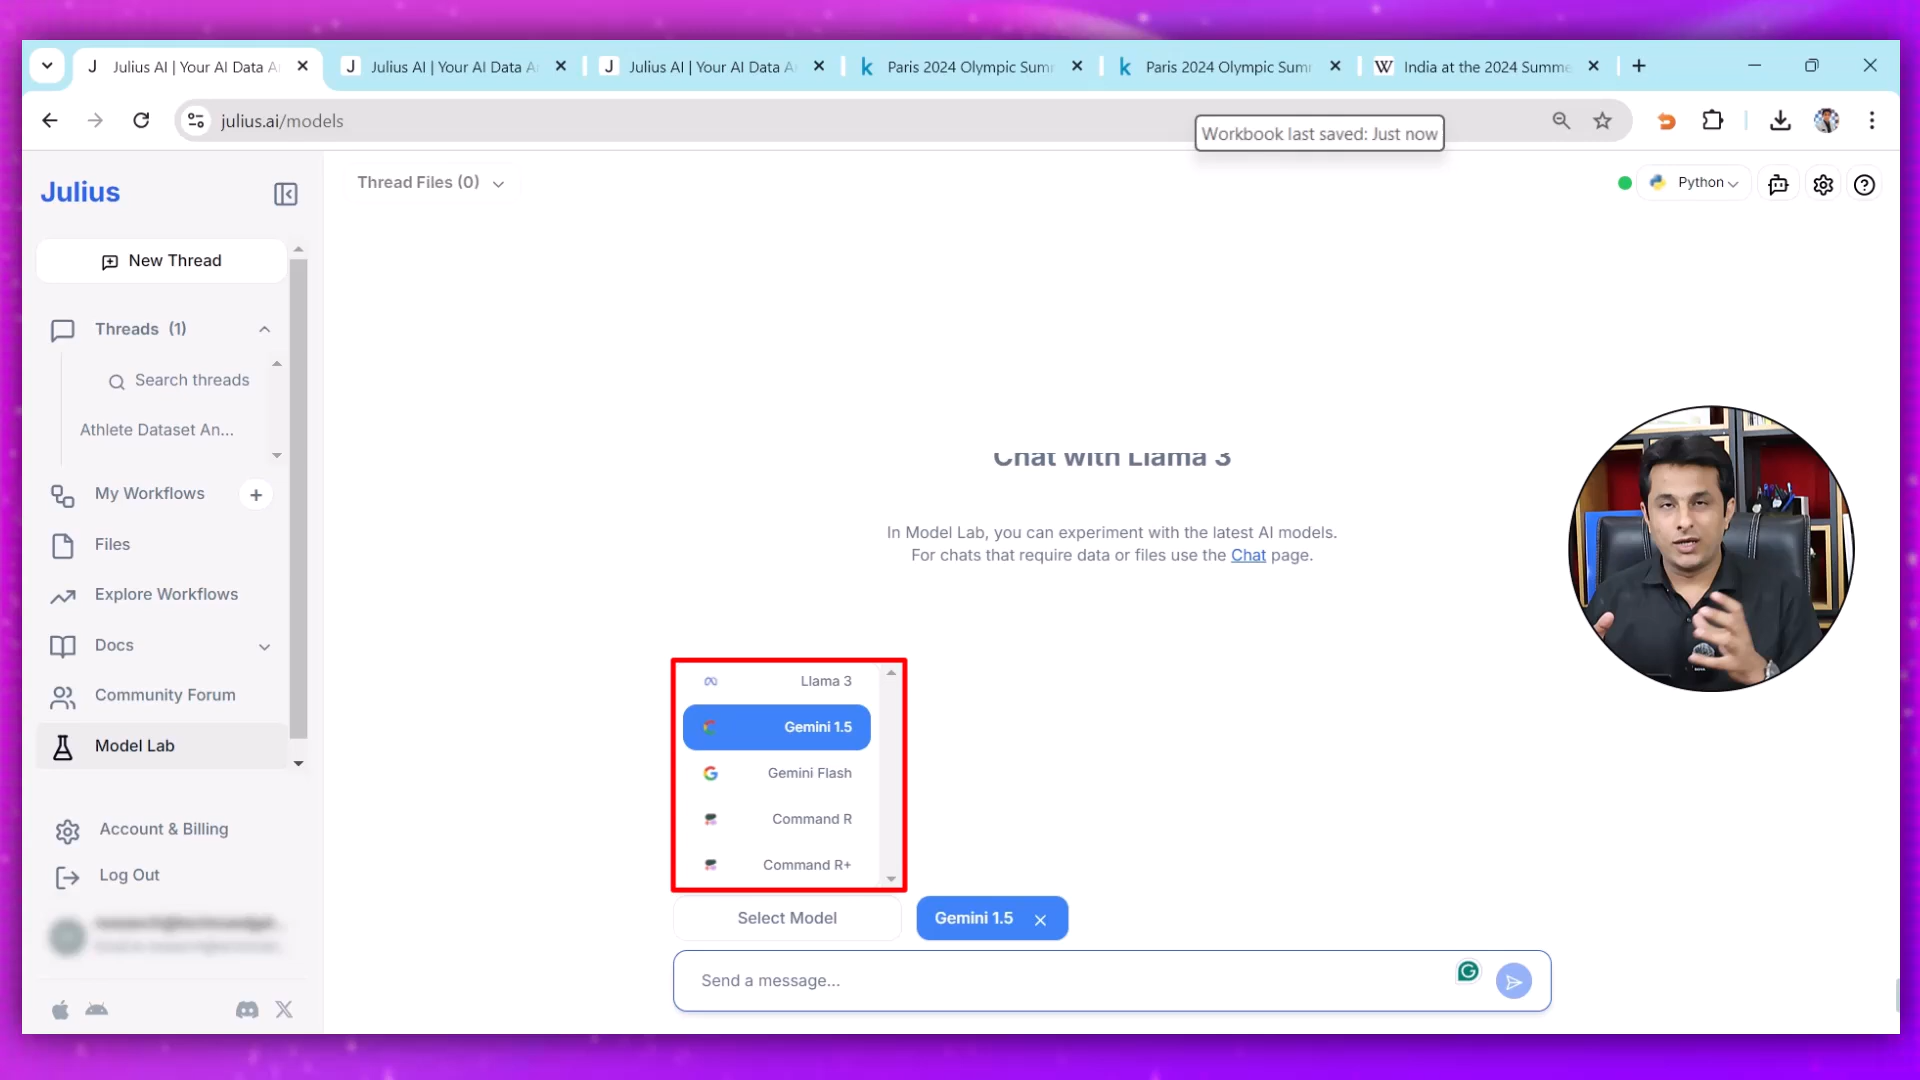 Julius AI | Your AI Data A
Julius AI | Your AI Data A
Julius AI | Your AI Data A
Paris 2024 Olympic Sum
Paris 2024 Olympic Sum
India at the 2024 Summe
julius.ai/models
Workbook last saved: Just now
Julius
Thread Files (0)
Python
New Thread
Threads (1)
Search threads
Athlete Dataset An...
My Workflows
Files
Explore Workflows
Docs
Community Forum
Model Lab
Account & Billing
Log Out
Chat with Llama 3
In Model Lab, you can experiment with the latest AI models.
For chats that require data or files use the Chat page.
Llama 3
Gemini 1.5
Gemini Flash
Command R
Command R+
Select Model
Gemini 1.5
Send a message...